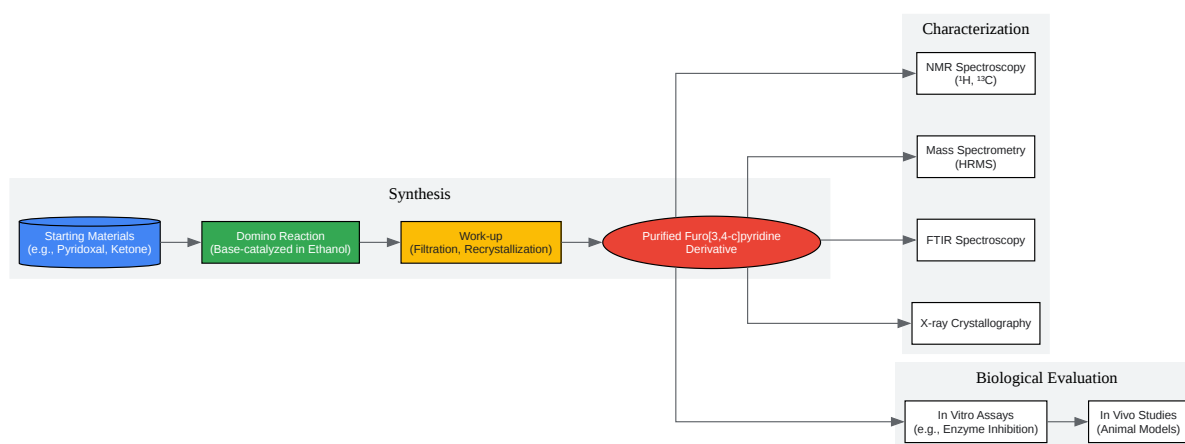 Synthesis
Starting Materials
(e.g., Pyridoxal, Ketone)
Domino Reaction
(Base-catalyzed in Ethanol)
Work-up
(Filtration, Recrystallization)
Purified Furo[3,4-c]pyridine
Derivative
Characterization
NMR Spectroscopy
(¹H, ¹³C)
Mass Spectrometry
(HRMS)
FTIR Spectroscopy
X-ray Crystallography
Biological Evaluation
In Vitro Assays
(e.g., Enzyme Inhibition)
In Vivo Studies
(Animal Models)